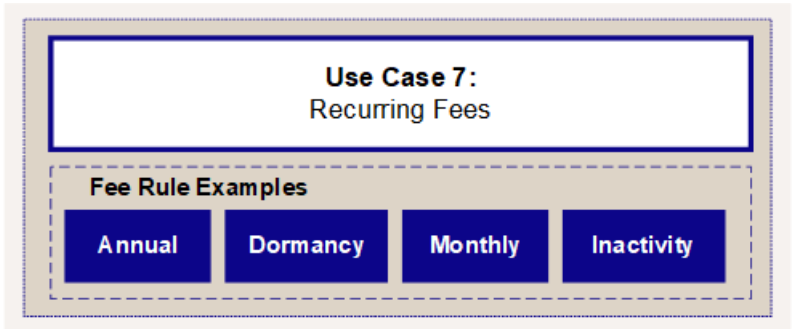 Use Case 7:
Recurring Fees
Fee Rule Examples
Annual Dormancy Monthly Inactivity